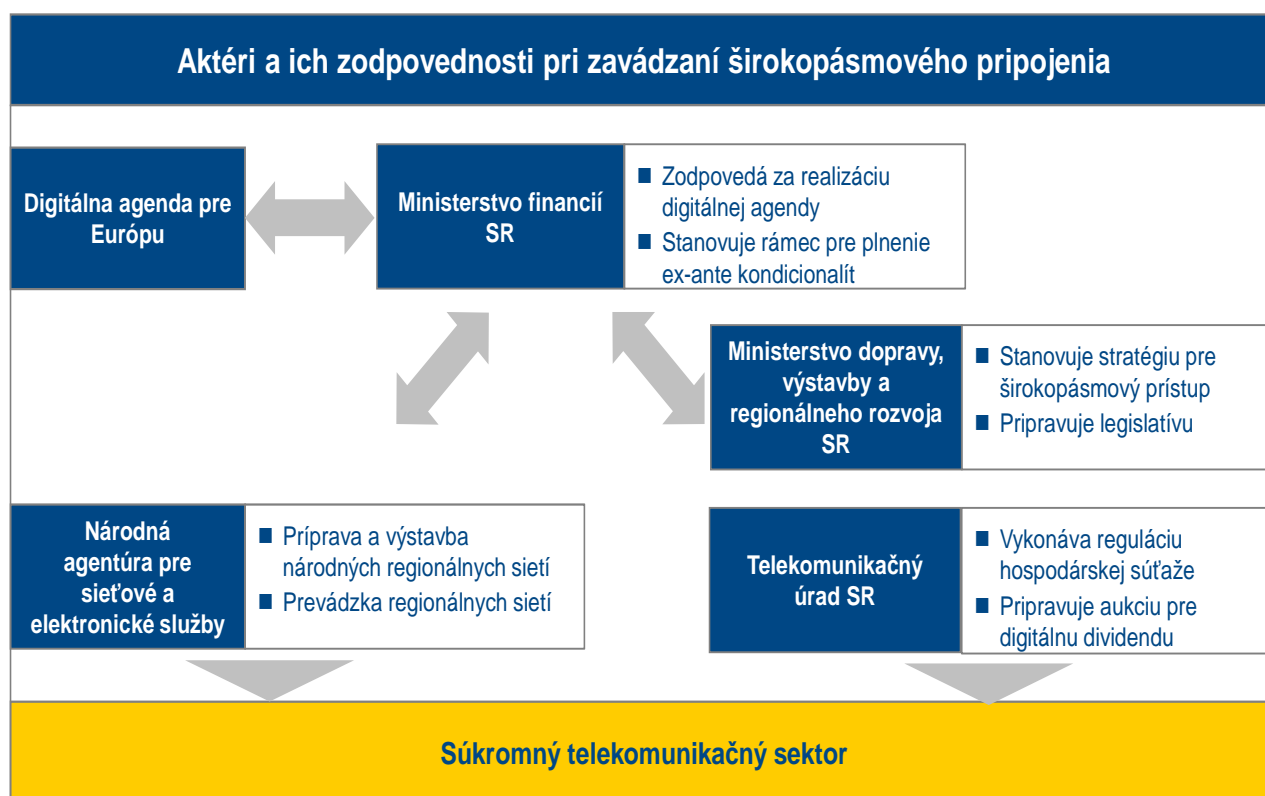 Aktéri a ich zodpovednosti pri zavádzaní širokopásmového pripojenia
Digitálna agenda pre
Európu
Ministerstvo financií
SR
■ Zodpovedá za realizáciu
digitálnej agendy
■ Stanovuje rámec pre plnenie
ex-ante kondicionalít
Ministerstvo dopravy,
výstavby a
regionálneho rozvoja
SR
■ Stanovuje stratégiu pre
širokopásmový prístup
■ Pripravuje legislatívu
Národná
agentúra pre
sieťové a
elektronické služby
■ Príprava a výstavba
národných regionálnych sietí
■ Prevádzka regionálnych sietí
Telekomunikačný
úrad SR
■ Vykonáva reguláciu
hospodárskej súťaže
■ Pripravuje aukciu pre
digitálnu dividendu
Súkromný telekomunikačný sektor